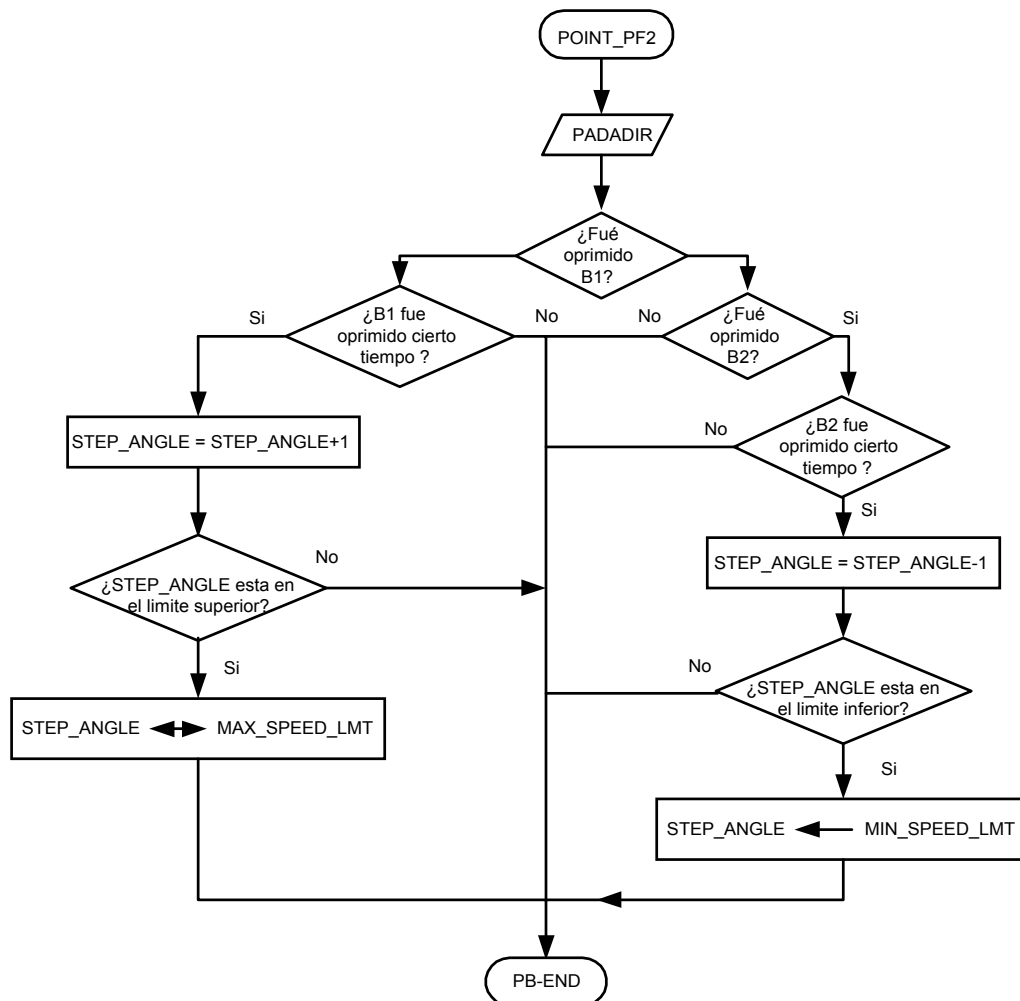 POINT_PF2
PADADIR
¿Fué
oprimido
B1?
Si
¿B1 fue
oprimido cierto
tiempo ?
No
No
¿Fué
oprimido
B2?
Si
STEP_ANGLE = STEP_ANGLE+1
No
¿B2 fue
oprimido cierto
tiempo ?
Si
No
¿STEP_ANGLE esta en
el limite superior?
STEP_ANGLE = STEP_ANGLE-1
Si
No
¿STEP_ANGLE esta en
el limite inferior?
STEP_ANGLE MAX_SPEED_LMT
Si
STEP_ANGLE MIN_SPEED_LMT
PB-END